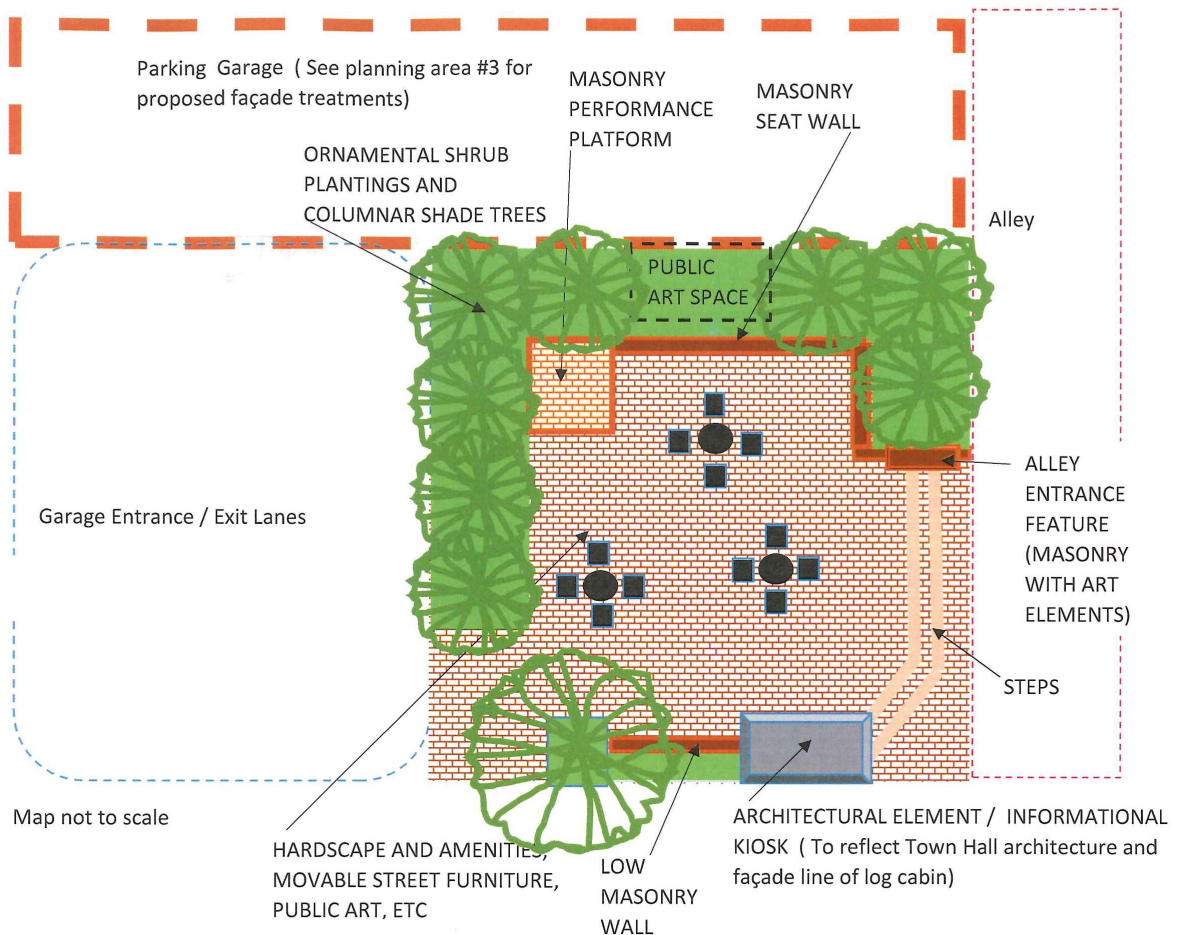 Parking Garage ( See planning area #3 for
proposed façade treatments)
MASONRY
PERFORMANCE
PLATFORM
MASONRY
SEAT WALL
ORNAMENTAL SHRUB
PLANTINGS AND
COLUMNAR SHADE TREES
Alley
PUBLIC
ART SPACE
Garage Entrance / Exit Lanes
ALLEY
ENTRANCE
FEATURE
(MASONRY
WITH ART
ELEMENTS)
STEPS
Map not to scale
HARDSCAPE AND AMENITIES,
MOVABLE STREET FURNITURE,
PUBLIC ART, ETC
LOW
MASONRY
WALL
ARCHITECTURAL ELEMENT / INFORMATIONAL
KIOSK ( To reflect Town Hall architecture and
façade line of log cabin)